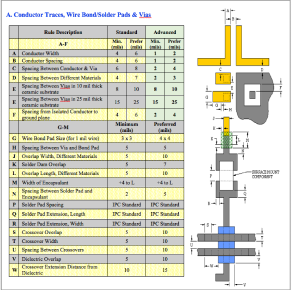 A. Conductor Traces, Wire Bond/Solder Pads & Vias
Rule Description Standard Advanced
A-F Min. (mils) Prefer (mils) Min. (mils) Prefer (mils)
A Conductor Width 4 6 1 2
B Conductor Spacing 4 6 1 2
C Spacing Between Conductor & Via 6 8 2 4
D Spacing Between Different Materials 4 7 2 3
E Spacing Between Vias in 10 mil thick ceramic substrate 8 10 8 10
E Spacing Between Vias in 25 mil thick ceramic substrate 15 25 15 25
F Spacing from Isolated Conductor to ground plane 4 6 2 4
G-M Minimum (mils) Preferred (mils)
G Wire Bond Pad Size (for 1 mil wire) 3 x 3 4 x 4
H Spacing Between Via and Bond Pad 5 5
J Overlap Width, Different Materials 5 10
K Solder Dam Overlap 5 7
L Overlap Length, Different Materials 5 10
M Width of Encapsulant +4 to L +4 to L
N Spacing Between Solder Pad and Encapsulant 2 5
P Solder Pad Spacing IPC Standard IPC Standard
Q Solder Pad Extension, Length IPC Standard IPC Standard
R Solder Pad Extension, Width IPC Standard IPC Standard
S Crossover Overlap 5 10
T Crossover Width 5 10
U Spacing Between Crossovers 5 10
V Dielectric Overlap 5 10
W Crossover Extension Distance from Dielectric 10 15
SURFACE MOUNT
COMPONENT